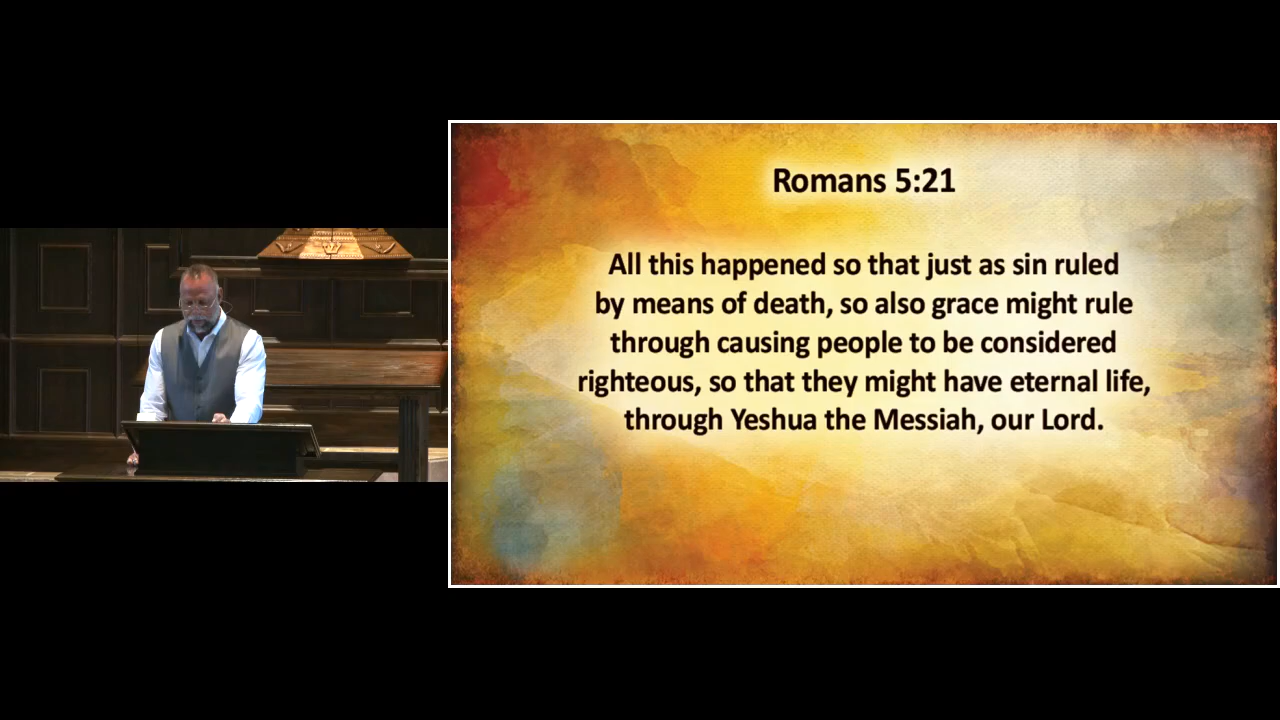 Romans 5:21
All this happened so that just as sin ruled
by means of death, so also grace might rule
through causing people to be considered
righteous, so that they might have eternal life,
through Yeshua the Messiah, our Lord.